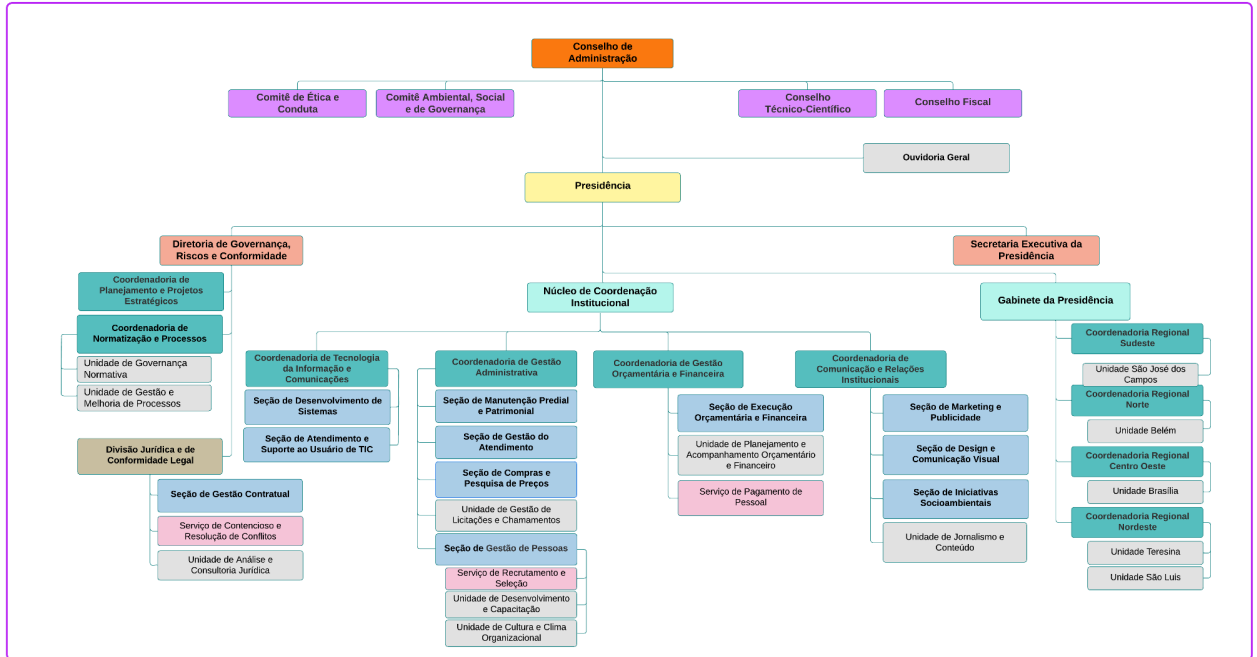 Conselho de
Administração
Comitê de Ética e
Conduta
Comitê Ambiental, Social
e de Governança
Conselho
Técnico-Científico
Conselho Fiscal
Ouvidoria Geral
Presidência
Diretoria de Governança,
Riscos e Conformidade
Secretaria Executiva da
Presidência
Coordenadoria de
Planejamento e Projetos
Estratégicos
Coordenadoria de
Normatização e Processos
Unidade de Governança
Normativa
Unidade de Gestão e
Melhoria de Processos
Divisão Jurídica e de
Conformidade Legal
Seção de Gestão Contratual
Serviço de Contencioso e
Resolução de Conflitos
Unidade de Análise e
Consultoria Jurídica
Núcleo de Coordenação
Institucional
Coordenadoria de Tecnologia
da Informação e
Comunicações
Seção de Desenvolvimento de
Sistemas
Seção de Atendimento e
Suporte ao Usuário de TIC
Coordenadoria de Gestão
Administrativa
Seção de Manutenção Predial
e Patrimonial
Seção de Gestão do
Atendimento
Seção de Compras e
Pesquisa de Preços
Unidade de Gestão de
Licitações e Chamamentos
Seção de Gestão de Pessoas
Serviço de Recrutamento e
Seleção
Unidade de Desenvolvimento
e Capacitação
Unidade de Cultura e Clima
Organizacional
Coordenadoria de Gestão
Orçamentária e Financeira
Seção de Execução
Orçamentária e Financeira
Unidade de Planejamento e
Acompanhamento Orçamentário
e Financeiro
Serviço de Pagamento de
Pessoal
Coordenadoria de
Comunicação e Relações
Institucionais
Seção de Marketing e
Publicidade
Seção de Design e
Comunicação Visual
Seção de Iniciativas
Socioambientais
Unidade de Jornalismo e
Conteúdo
Gabinete da Presidência
Coordenadoria Regional
Sudeste
Unidade São José dos
Campos
Coordenadoria Regional
Norte
Unidade Belém
Coordenadoria Regional
Centro Oeste
Unidade Brasília
Coordenadoria Regional
Nordeste
Unidade Teresina
Unidade São Luis